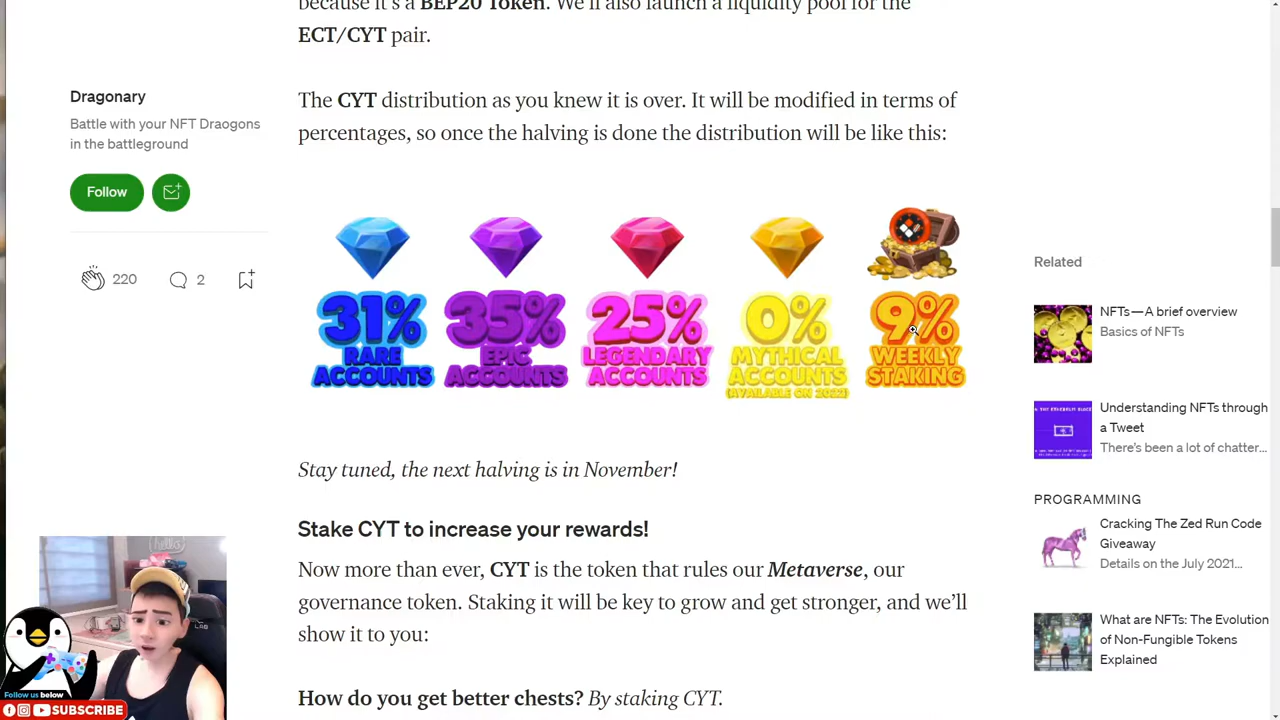 because it's a BEP20 Token. We'll also launch a liquidity pool for the
ECT/CYT pair.
Dragonary
Battle with your NFT Draogons
in the battleground
Follow
220
2
The CYT distribution as you knew it is over. It will be modified in terms of
percentages, so once the halving is done the distribution will be like this:
31%
RARE
ACCOUNTS
35%
EPIC
ACCOUNTS
25%
LEGENDARY
ACCOUNTS
0%
MYTHICAL
ACCOUNTS
(AVAILABLE ON 2022)
9%
WEEKLY
STAKING
Stay tuned, the next halving is in November!
Stake CYT to increase your rewards!
Now more than ever, CYT is the token that rules our Metaverse, our
governance token. Staking it will be key to grow and get stronger, and we'll
show it to you:
How do you get better chests? By staking CYT.
Related
NFTs—A brief overview
Basics of NFTs
Understanding NFTs through
a Tweet
There's been a lot of chatter...
PROGRAMMING
Cracking The Zed Run Code
Giveaway
Details on the July 2021...
What are NFTs: The Evolution
of Non-Fungible Tokens
Explained
hello
Follow us below
SUBSCRIBE